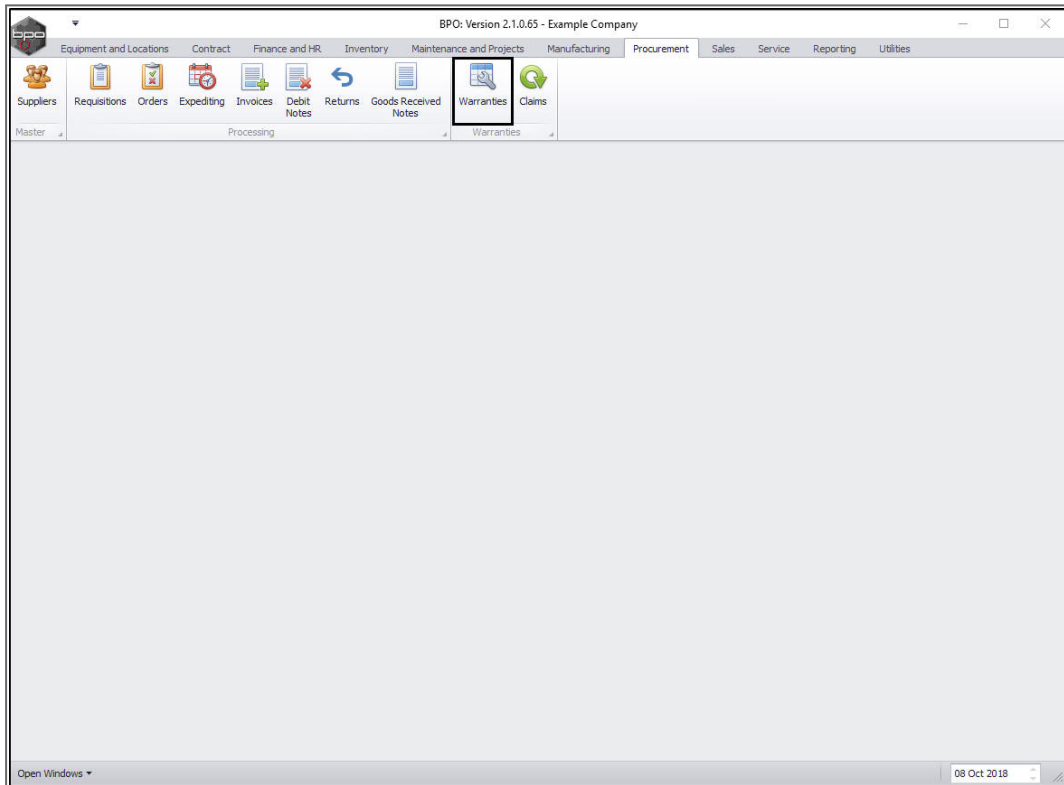 bpo
BPO: Version 2.1.0.65 - Example Company
Equipment and Locations Contract Finance and HR Inventory Maintenance and Projects Manufacturing Procurement Sales Service Reporting Utilities
Suppliers Requisitions Orders Expediting Invoices Debit Notes Returns Goods Received Notes Warranties Claims
Master Processing Warranties
Open Windows 08 Oct 2018